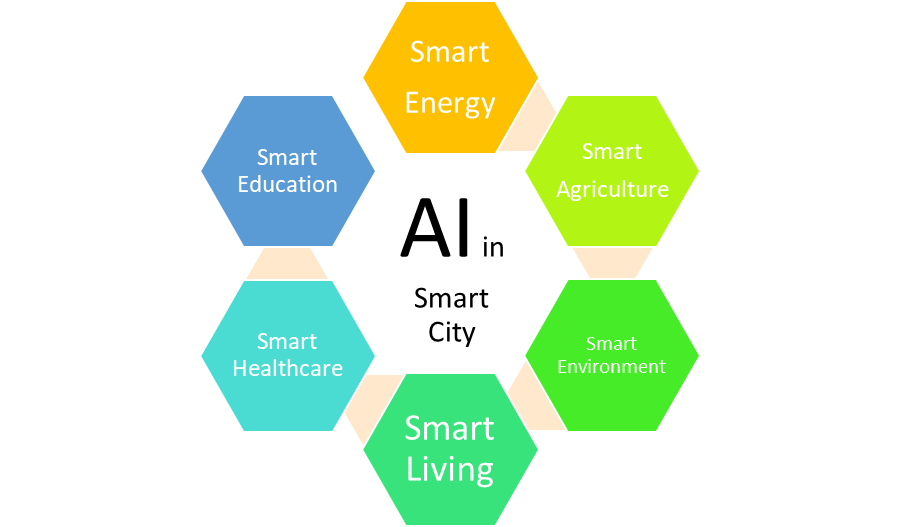 Smart
Energy
Smart
Agriculture
Smart
Environment
Smart
Living
Smart
Healthcare
Smart
Education
AI in
Smart
City